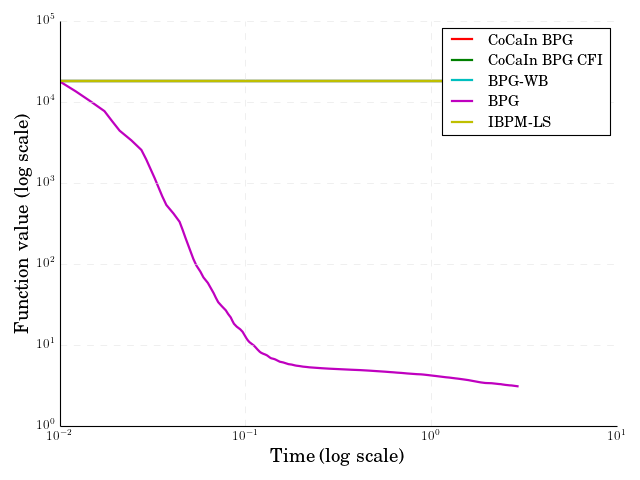 10^5
10^4
10^3
10^2
10^1
10^0
Function value (log scale)
CoCaIn BPG
CoCaIn BPG CFI
BPG-WB
BPG
IBPM-LS
10^-2
10^-1
10^0
10^1
Time (log scale)